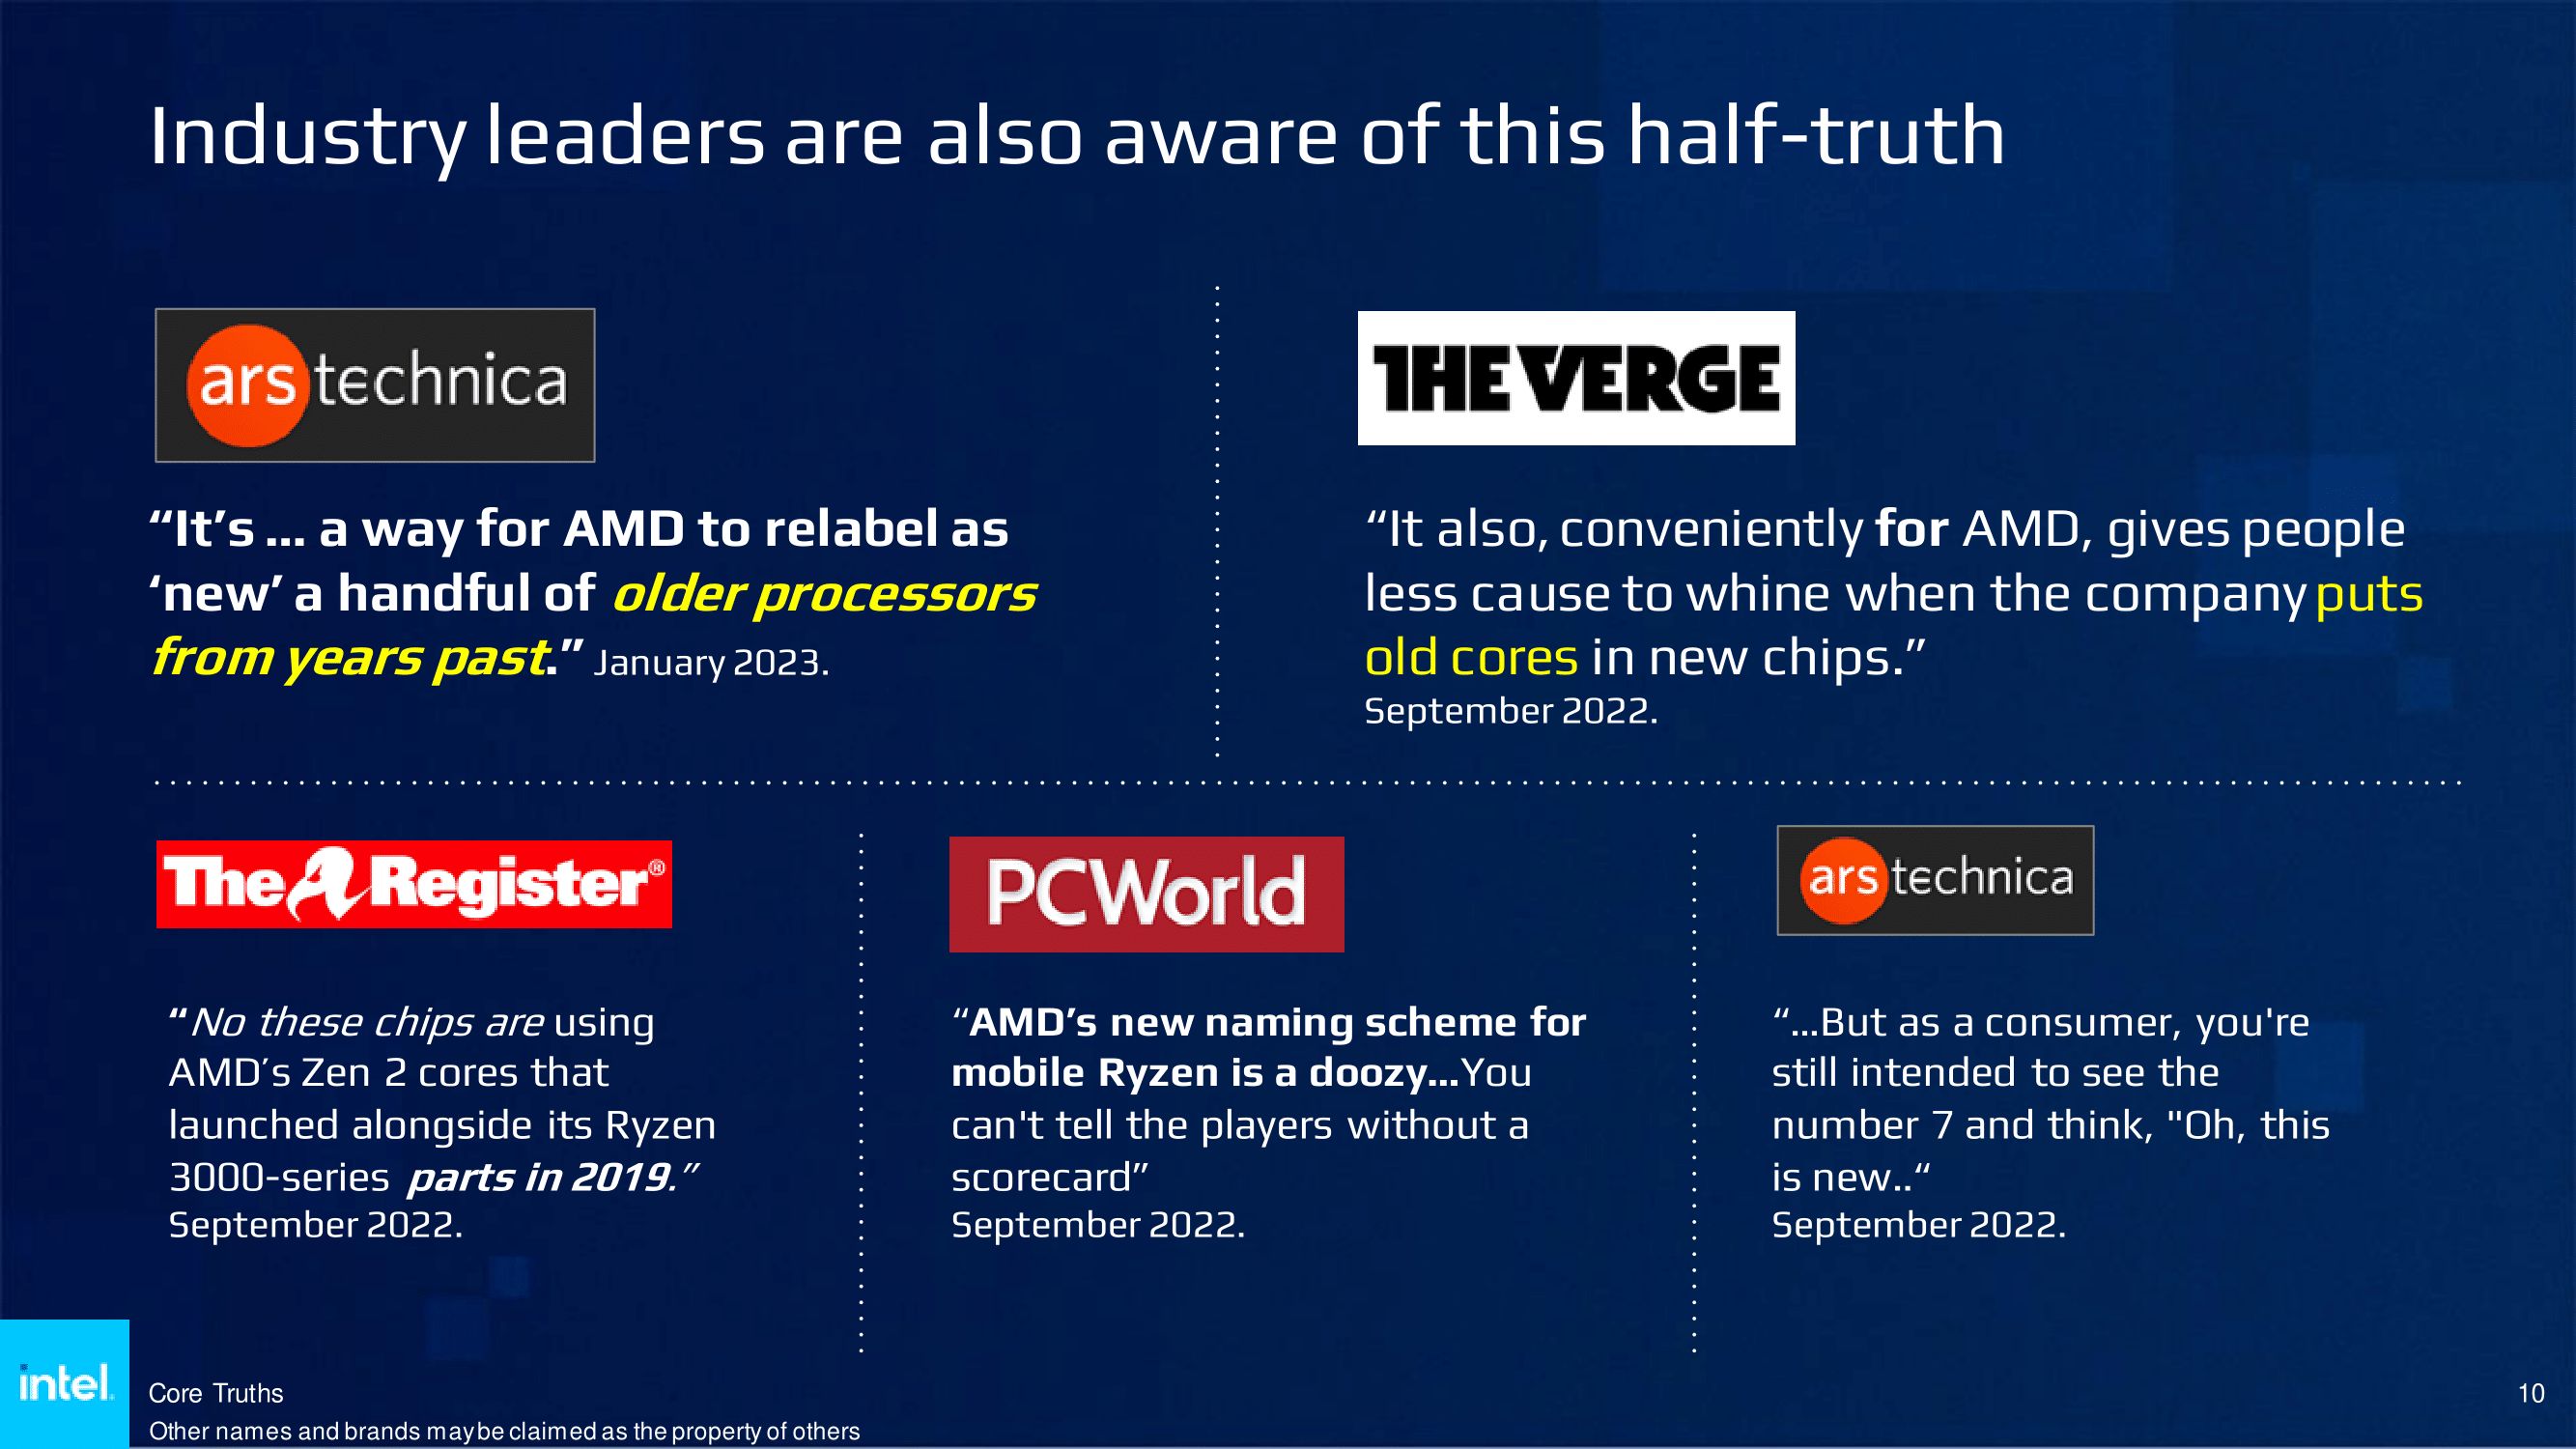 Industry leaders are also aware of this half-truth
ars technica
“It’s ... a way for AMD to relabel as
‘new’ a handful of older processors
from years past.” January 2023.
THE VERGE
“It also, conveniently for AMD, gives people
less cause to whine when the company puts
old cores in new chips.”
September 2022.
The Register®
“No these chips are using
AMD’s Zen 2 cores that
launched alongside its Ryzen
3000-series parts in 2019.”
September 2022.
PCWorld
“AMD’s new naming scheme for
mobile Ryzen is a doozy...You
can't tell the players without a
scorecard”
September 2022.
ars technica
“...But as a consumer, you're
still intended to see the
number 7 and think, "Oh, this
is new..“
September 2022.
intel.
Core Truths
Other names and brands may be claimed as the property of others
10